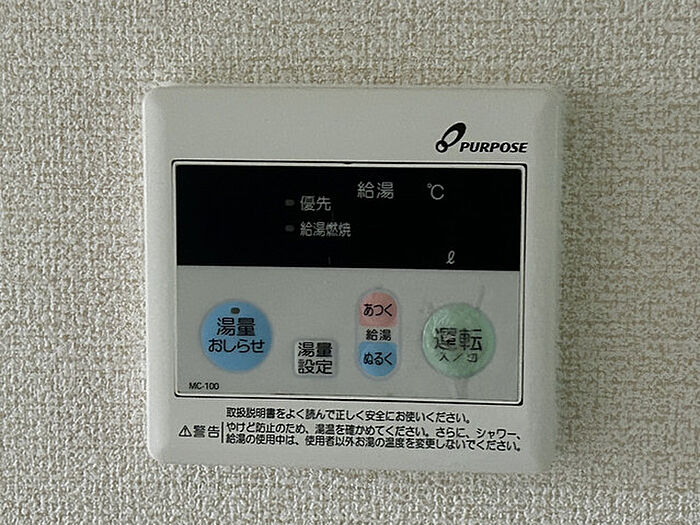 PURPOSE
給湯 ℃
優先
給湯燃焼
ℓ
湯量
おしらせ
湯量
設定
あつく
給湯
ぬるく
運転
入/切
MC-100
取扱説明書をよく読んで正しく安全にお使いください。
⚠警告
やけど防止のため、湯温を確かめてください。さらに、シャワー、
給湯の使用中は、使用者以外お湯の温度を変更しないでください。